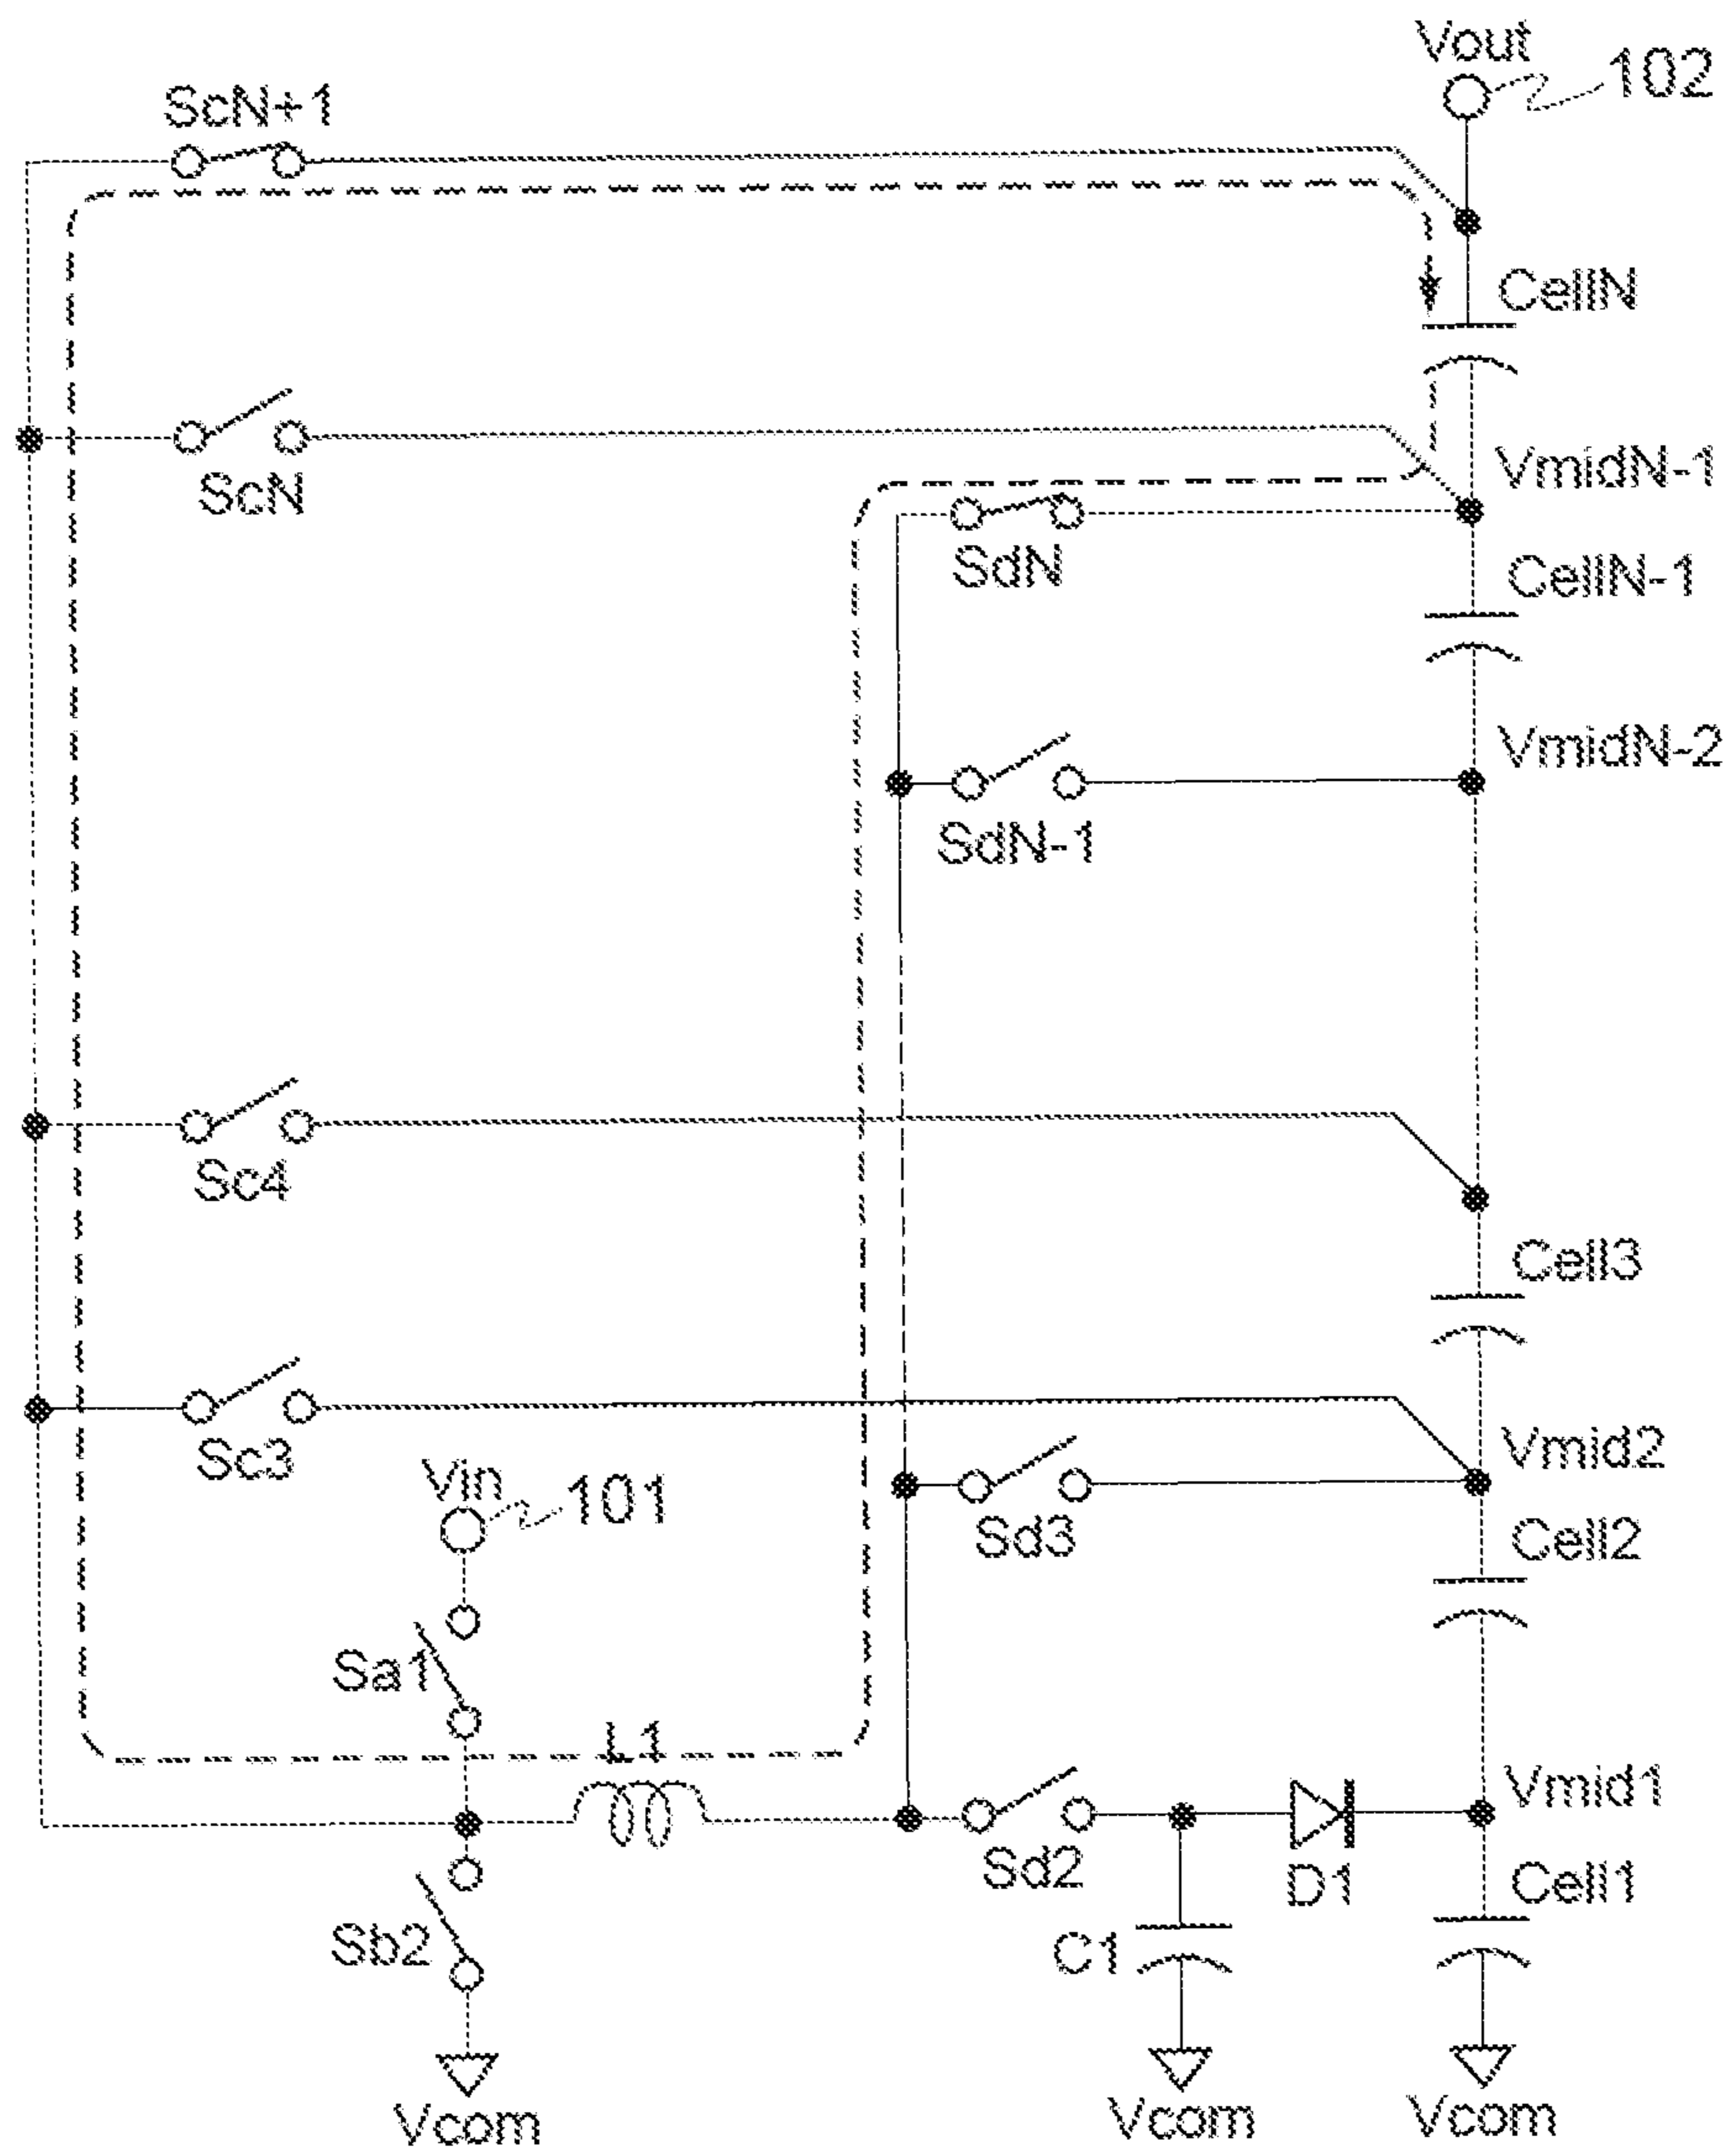 Vout
102
ScN+1
CellN
ScN
VmidN-1
SdN
CellN-1
VmidN-2
SdN-1
Sc4
Cell3
Sc3
Vmid2
Vin
101
Sd3
Cell2
Sa1
L1
Vmid1
Sd2
D1
Cell1
Sb2
C1
Vcom
Vcom
Vcom